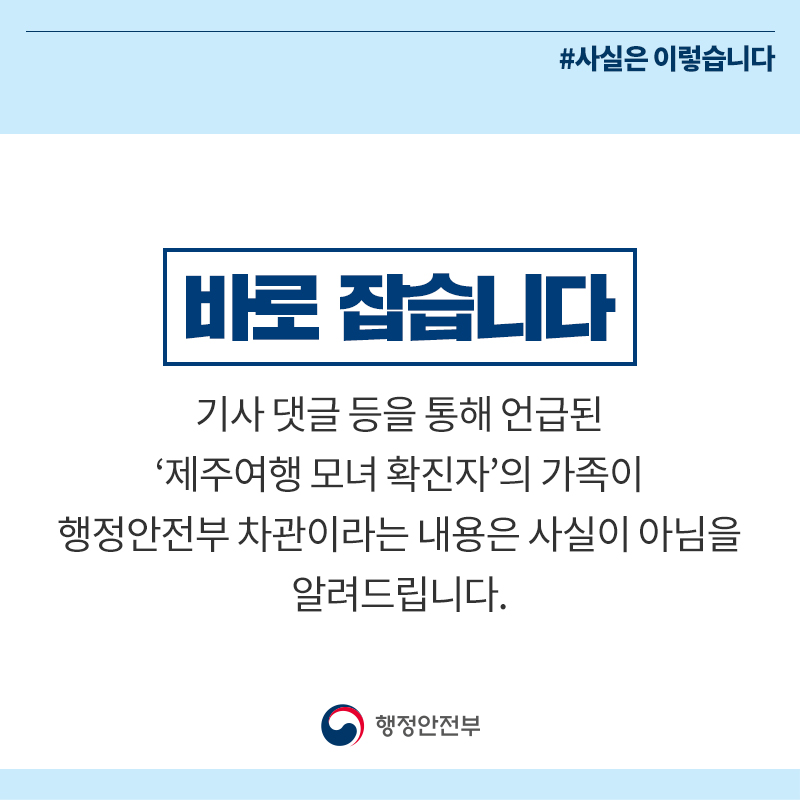 #사실은 이렇습니다
바로 잡습니다
기사 댓글 등을 통해 언급된
‘제주여행 모녀 확진자’의 가족이
행정안전부 차관이라는 내용은 사실이 아님을
알려드립니다.
행정안전부